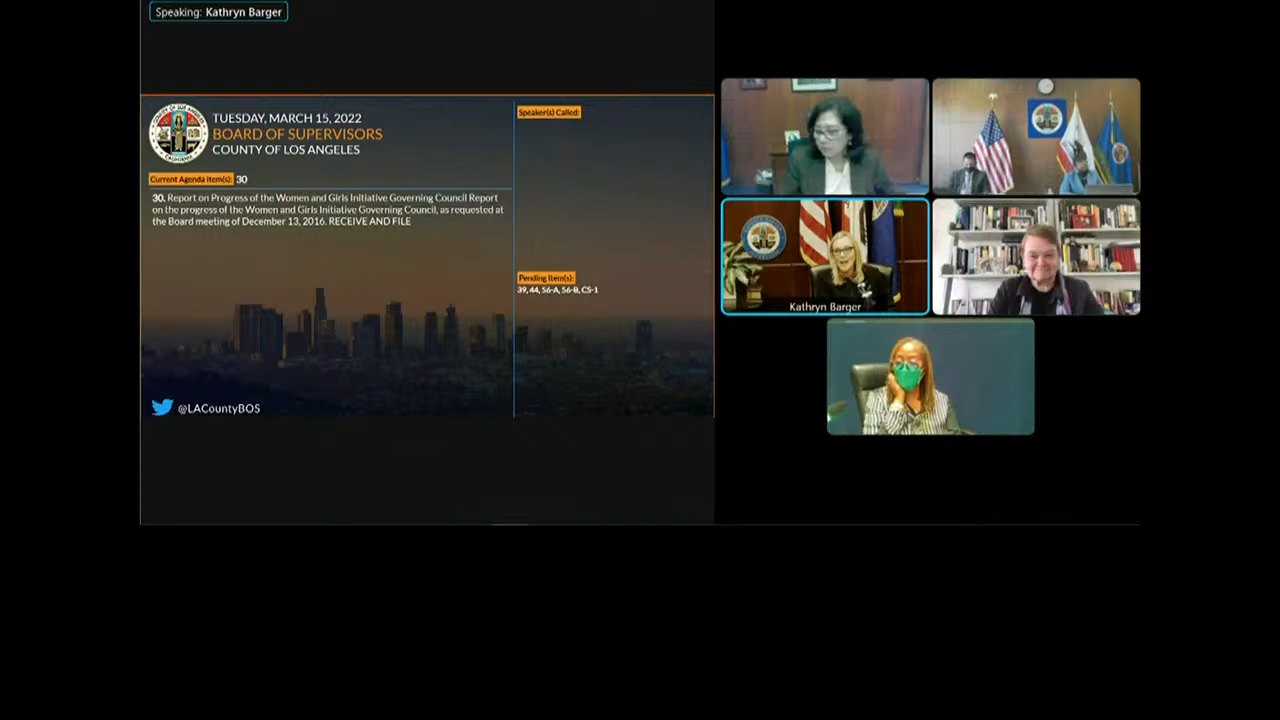 Speaking: Kathryn Barger
TUESDAY, MARCH 15, 2022
BOARD OF SUPERVISORS
COUNTY OF LOS ANGELES
Current Agenda Item(s): 30
30. Report on Progress of the Women and Girls Initiative Governing Council Report
on the progress of the Women and Girls Initiative Governing Council, as requested at
the Board meeting of December 13, 2016. RECEIVE AND FILE
Speaker(s) Called:
Pending Item(s):
39, 44, 56-A, 56-B, CS-1
@LACountyBOS
Kathryn Barger